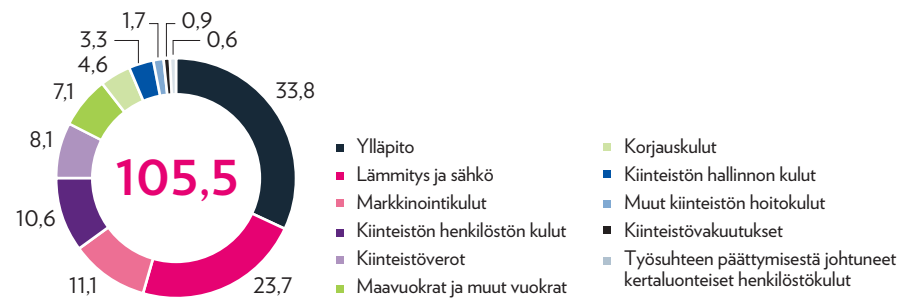 1,7
0,9
3,3
0,6
4,6
33,8
7,1
8,1
105,5
10,6
11,1
23,7
Ylläpito
Lämmitys ja sähkö
Markkinointikulut
Kiinteistön henkilöstön kulut
Kiinteistöverot
Maavuokrat ja muut vuokrat
Korjauskulut
Kiinteistön hallinnon kulut
Muut kiinteistön hoitokulut
Kiinteistövakuutukset
Työsuhteen päättymisestä johtuneet
kertaluonteiset henkilöstökulut